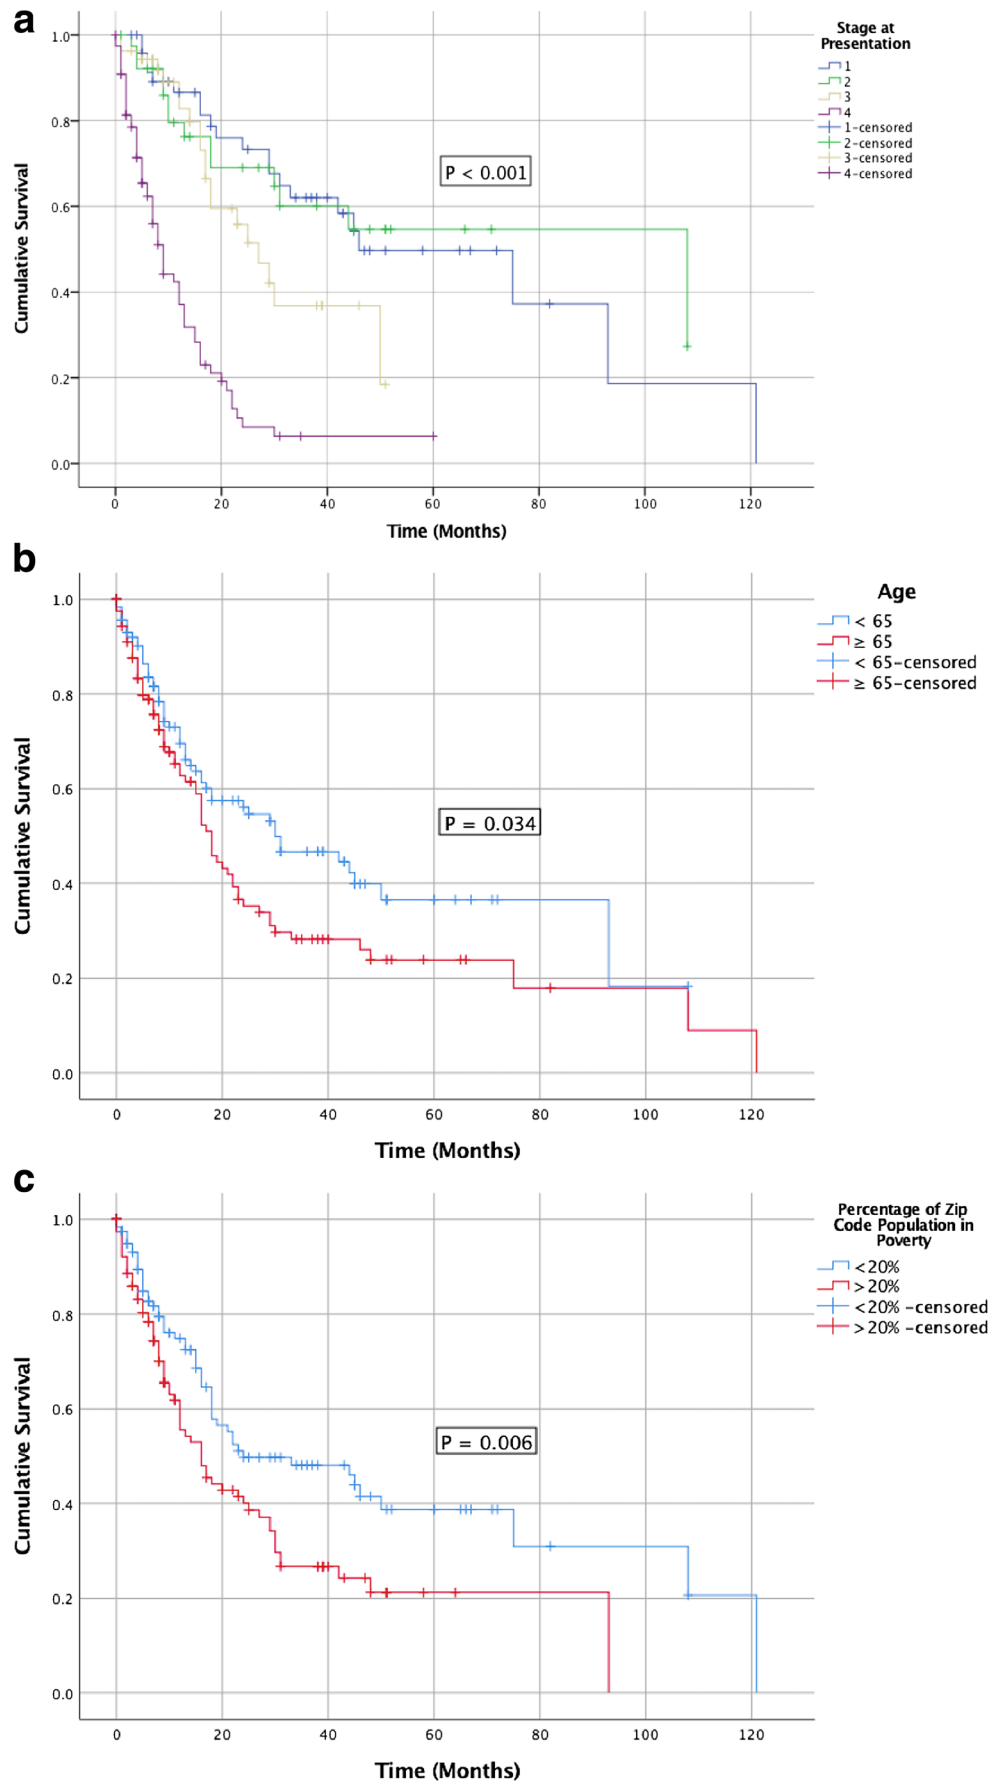 a
Stage at
Presentation
1
2
3
4
1-censored
2-censored
3-censored
4-censored
P < 0.001
Cumulative Survival
1.0
0.8
0.6
0.4
0.2
0.0
0 20 40 60 80 100 120
Time (Months)
b
Age
< 65
≥ 65
< 65-censored
≥ 65-censored
P = 0.034
Cumulative Survival
1.0
0.8
0.6
0.4
0.2
0.0
0 20 40 60 80 100 120
Time (Months)
c
Percentage of Zip
Code Population in
Poverty
<20%
>20%
<20% -censored
>20% -censored
P = 0.006
Cumulative Survival
1.0
0.8
0.6
0.4
0.2
0.0
0 20 40 60 80 100 120
Time (Months)